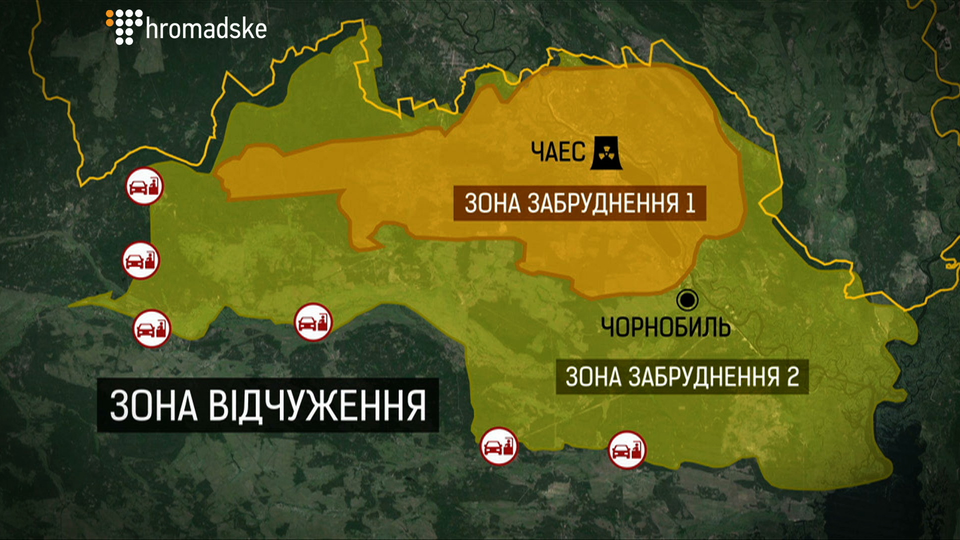 hromadske
ЧАЕС
ЗОНА ЗАБРУДНЕННЯ 1
ЧОРНОБИЛЬ
ЗОНА ЗАБРУДНЕННЯ 2
ЗОНА ВІДЧУЖЕННЯ